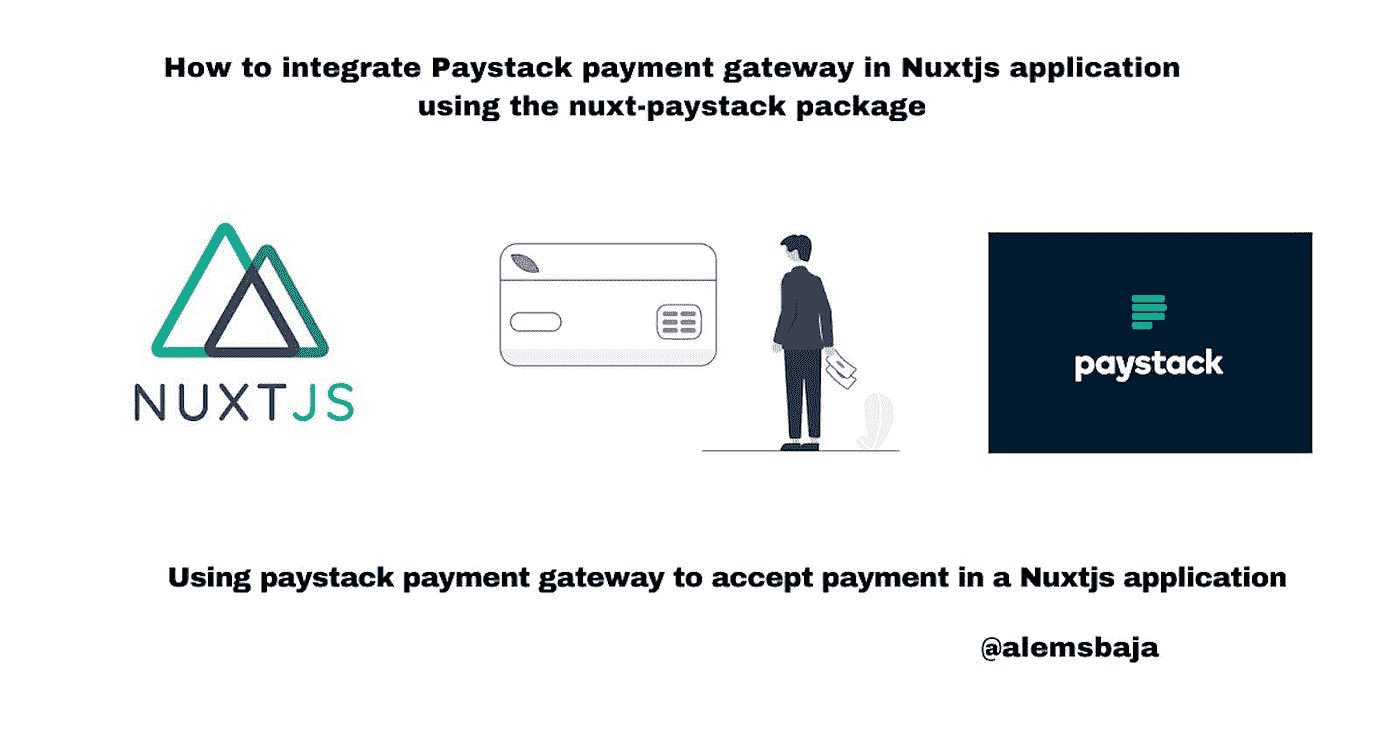 How to integrate Paystack payment gateway in Nuxtjs application
using the nuxt-paystack package
NUXTJS
paystack
Using paystack payment gateway to accept payment in a Nuxtjs application
@alemsbaja